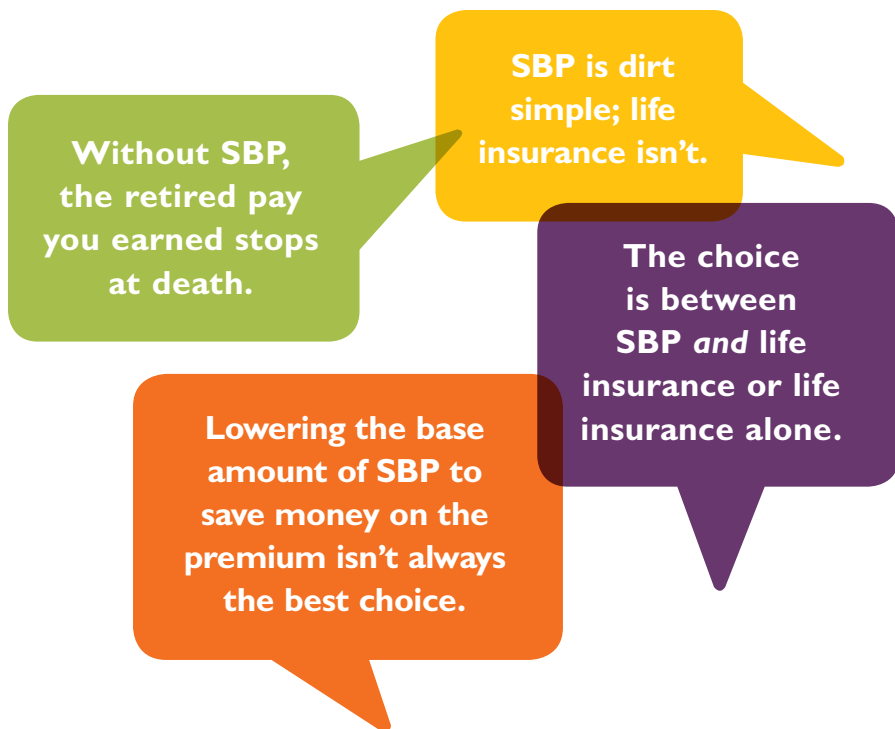 SBP is dirt
simple; life
insurance isn't.
Without SBP,
the retired pay
you earned stops
at death.
The choice
is between
SBP and life
insurance or life
insurance alone.
Lowering the base
amount of SBP to
save money on the
premium isn’t always
the best choice.